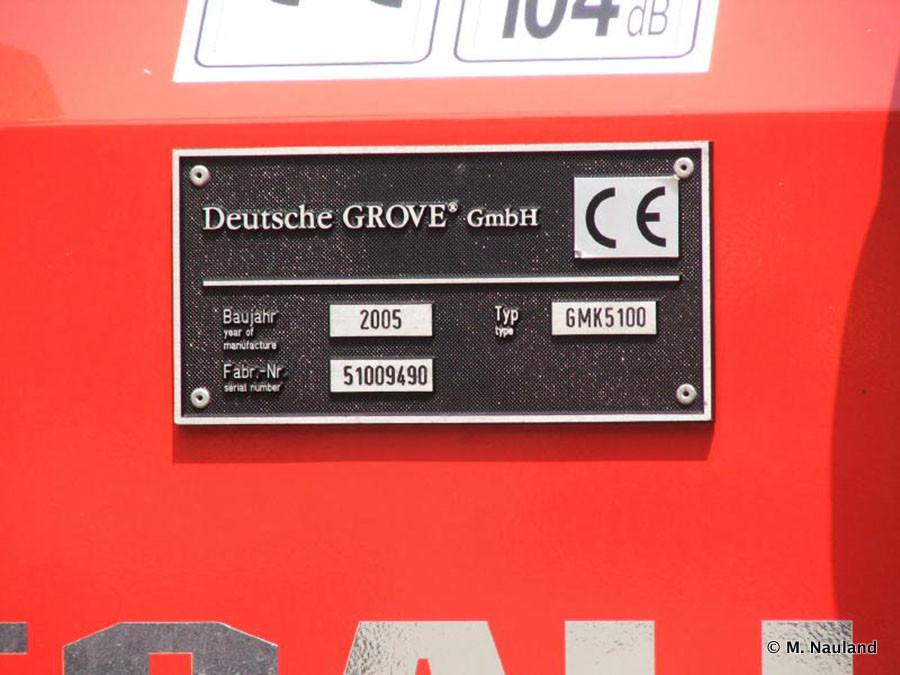 104 dB
Deutsche GROVE® GmbH
CE
Baujahr
year of
manufacture
2005
Typ
type
GMK5100
Fabr.-Nr.
serial number
51009490
© M. Nauland